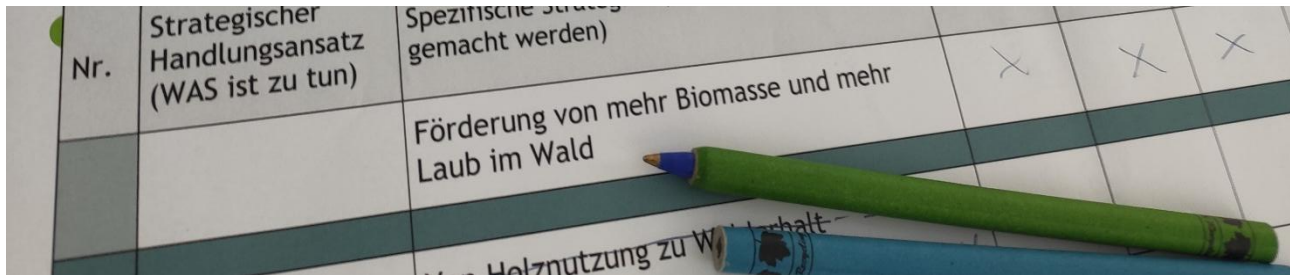 Nr.
Strategischer
Handlungsansatz
(WAS ist zu tun)
Spezifische
gemacht werden)
X X X
Förderung von mehr Biomasse und mehr
Laub im Wald
Holznutzung zu